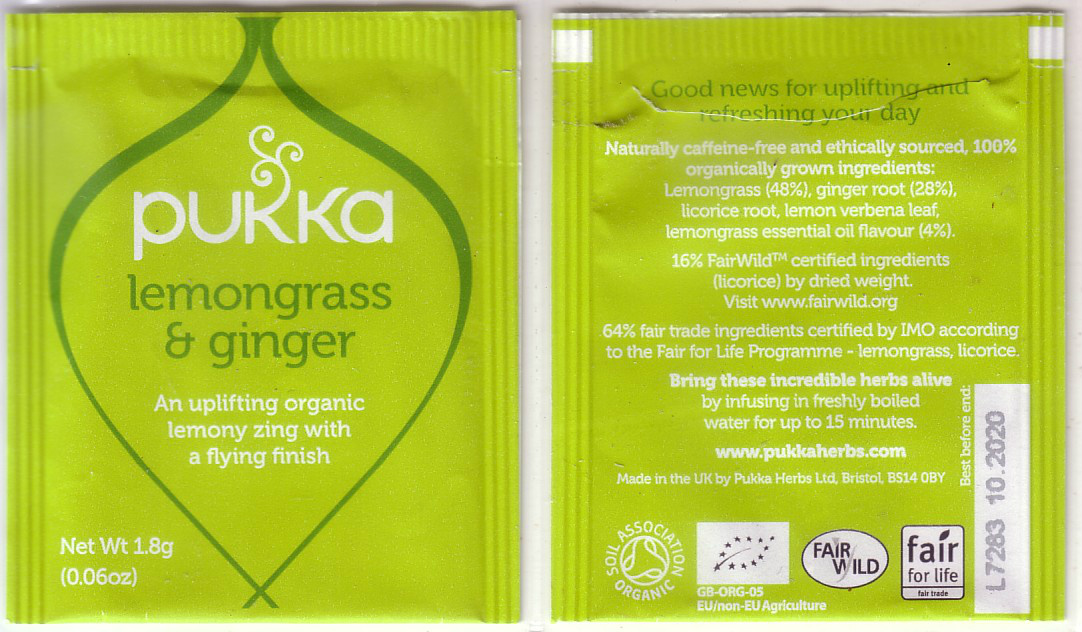 pukka
lemongrass
& ginger
An uplifting organic
lemony zing with
a flying finish
Net Wt 1.8g
(0.06oz)
Good news for uplifting and
refreshing your day
Naturally caffeine-free and ethically sourced, 100%
organically grown ingredients:
Lemongrass (48%), ginger root (28%),
licorice root, lemon verbena leaf,
lemongrass essential oil flavour (4%).
16% FairWild™ certified ingredients
(licorice) by dried weight.
Visit www.fairwild.org
64% fair trade ingredients certified by IMO according
to the Fair for Life Programme - lemongrass, licorice.
Bring these incredible herbs alive
by infusing in freshly boiled
water for up to 15 minutes.
www.pukkaherbs.com
Made in the UK by Pukka Herbs Ltd, Bristol, BS14 0BY
Best before end:
L7283 10.2020
SOIL ASSOCIATION
ORGANIC
GB-ORG-05
EU/non-EU Agriculture
FAIR
WILD
fair
for life
fair trade